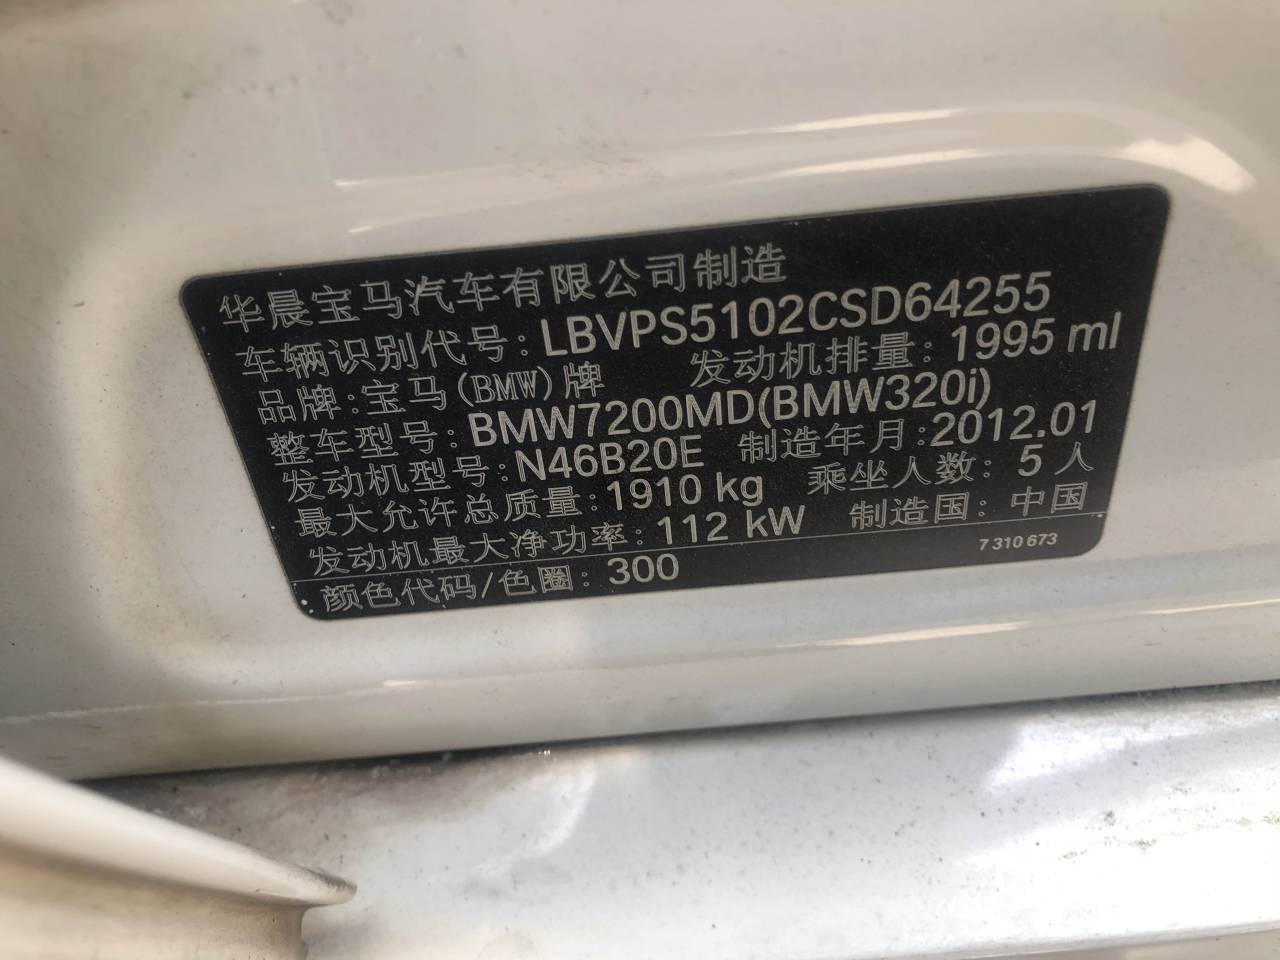 华晨宝马汽车有限公司制造
车辆识别代号: LBVPS5102CSD64255
品牌:宝马(BMW)牌 发动机排量: 1995 ml
整车型号: BMW7200MD(BMW320i)
发动机型号: N46B20E 制造年月:2012.01
最大允许总质量: 1910 kg 乘坐人数: 5 人
发动机最大净功率: 112 kW 制造国: 中国
颜色代码/色圈: 300 7 310 673